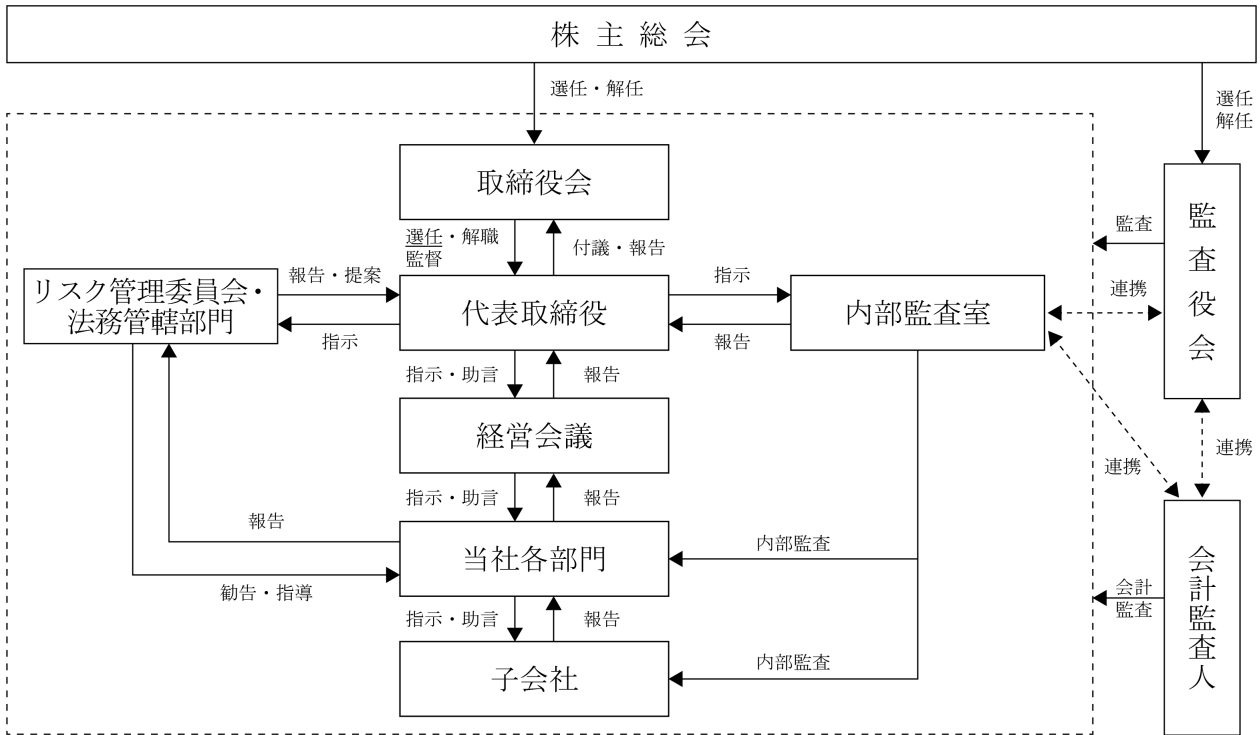 株主総会
選任・解任
選任
解任
取締役会
監査役会
選任・解職
監督
付議・報告
監査
リスク管理委員会・
法務管轄部門
報告・提案
指示
代表取締役
指示
報告
内部監査室
連携
指示・助言
報告
経営会議
連携
連携
指示・助言
報告
報告
当社各部門
内部監査
会計監査人
勧告・指導
会計
監査
指示・助言
報告
子会社
内部監査